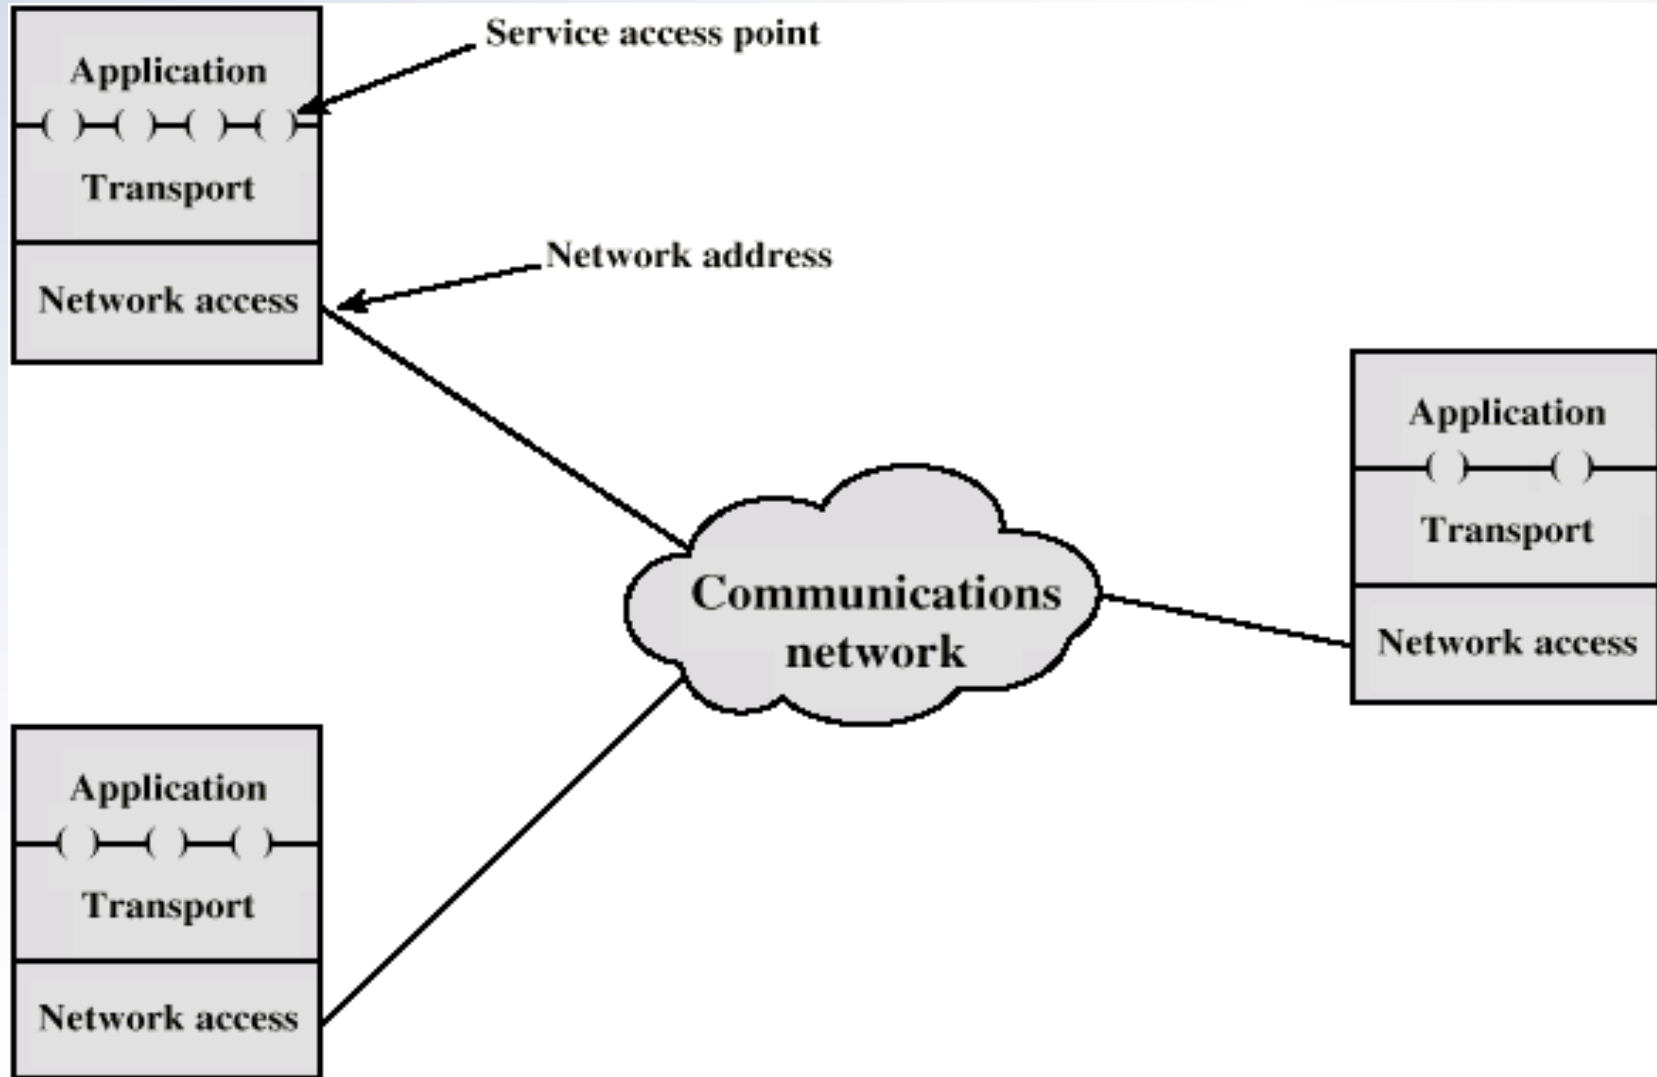 Service access point
Application
Transport
Network address
Network access
Application
Transport
Communications
network
Network access
Application
Transport
Network access